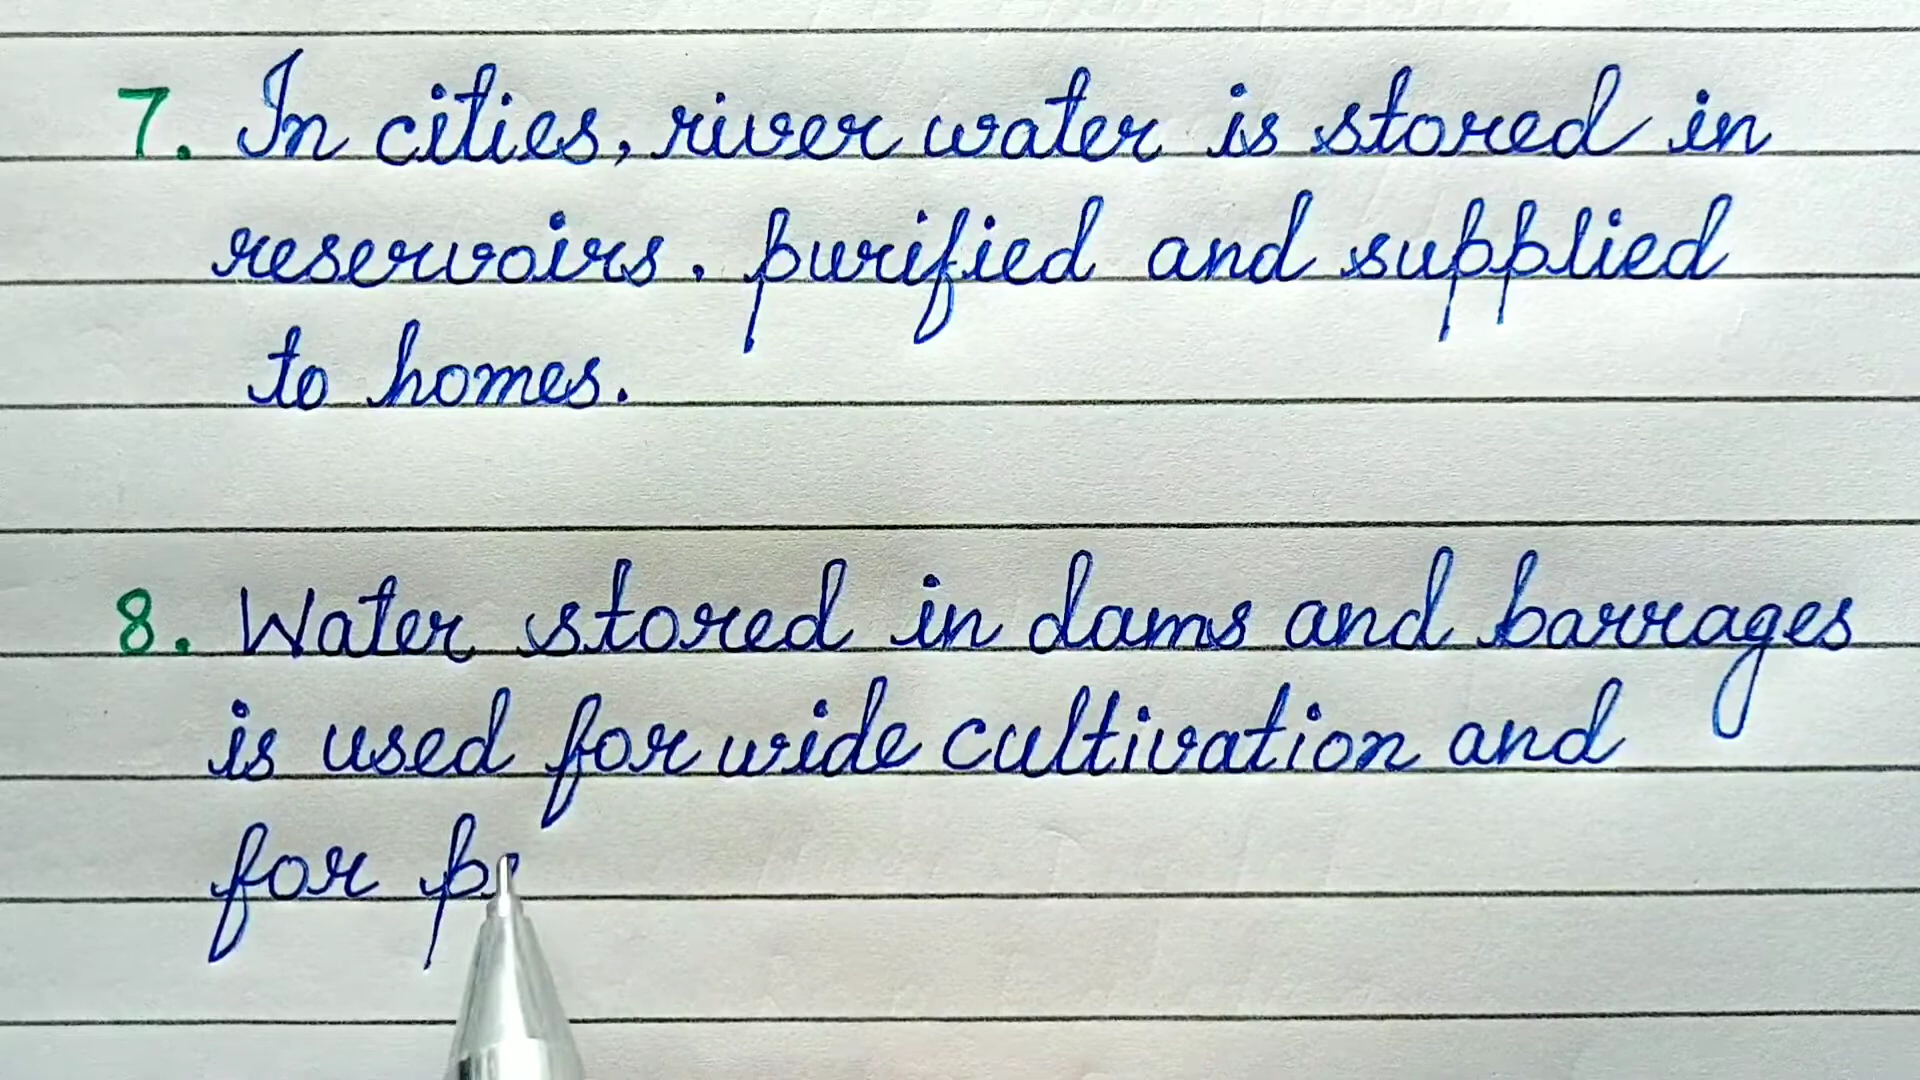 7. In cities, river water is stored in
reservoirs. purified and supplied
to homes.
8. Water stored in dams and barrages
is used for wide cultivation and
for